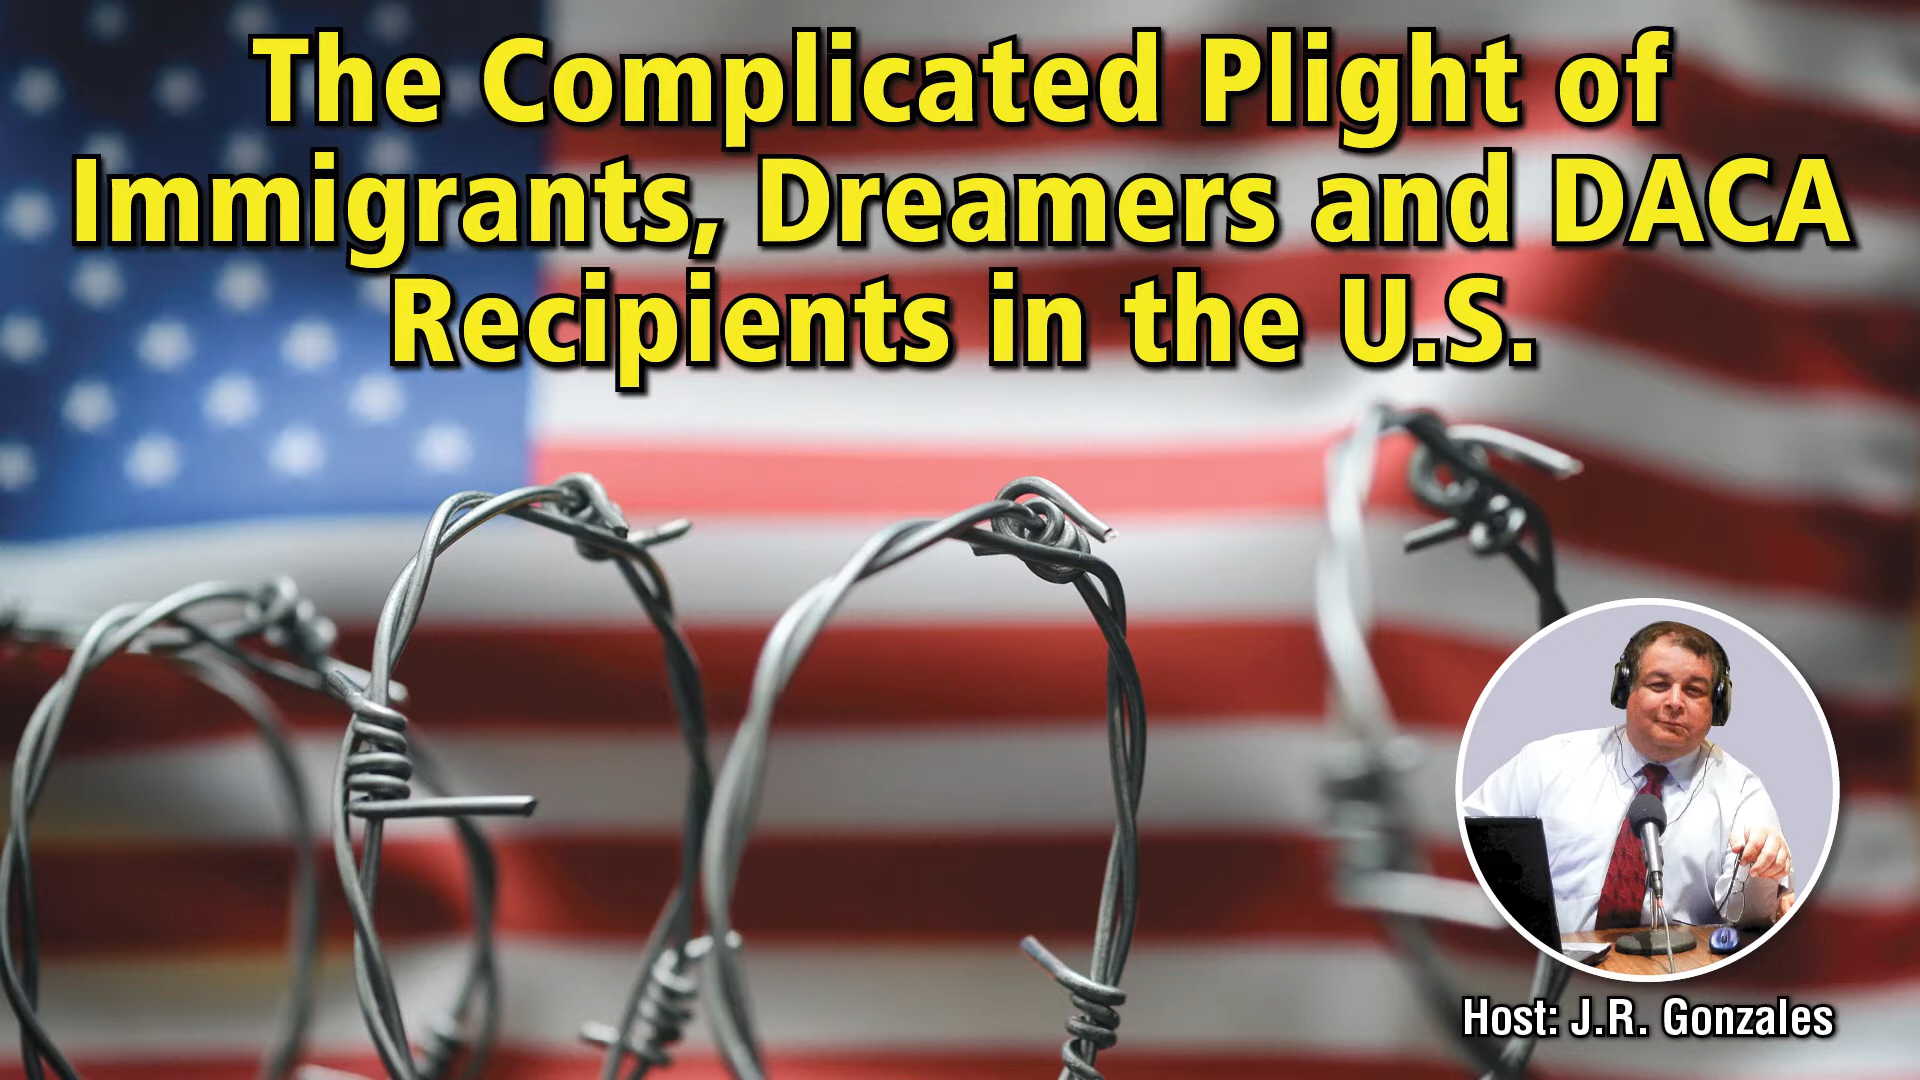 The Complicated Plight of
Immigrants, Dreamers and DACA
Recipients in the U.S.
Host: J.R. Gonzales